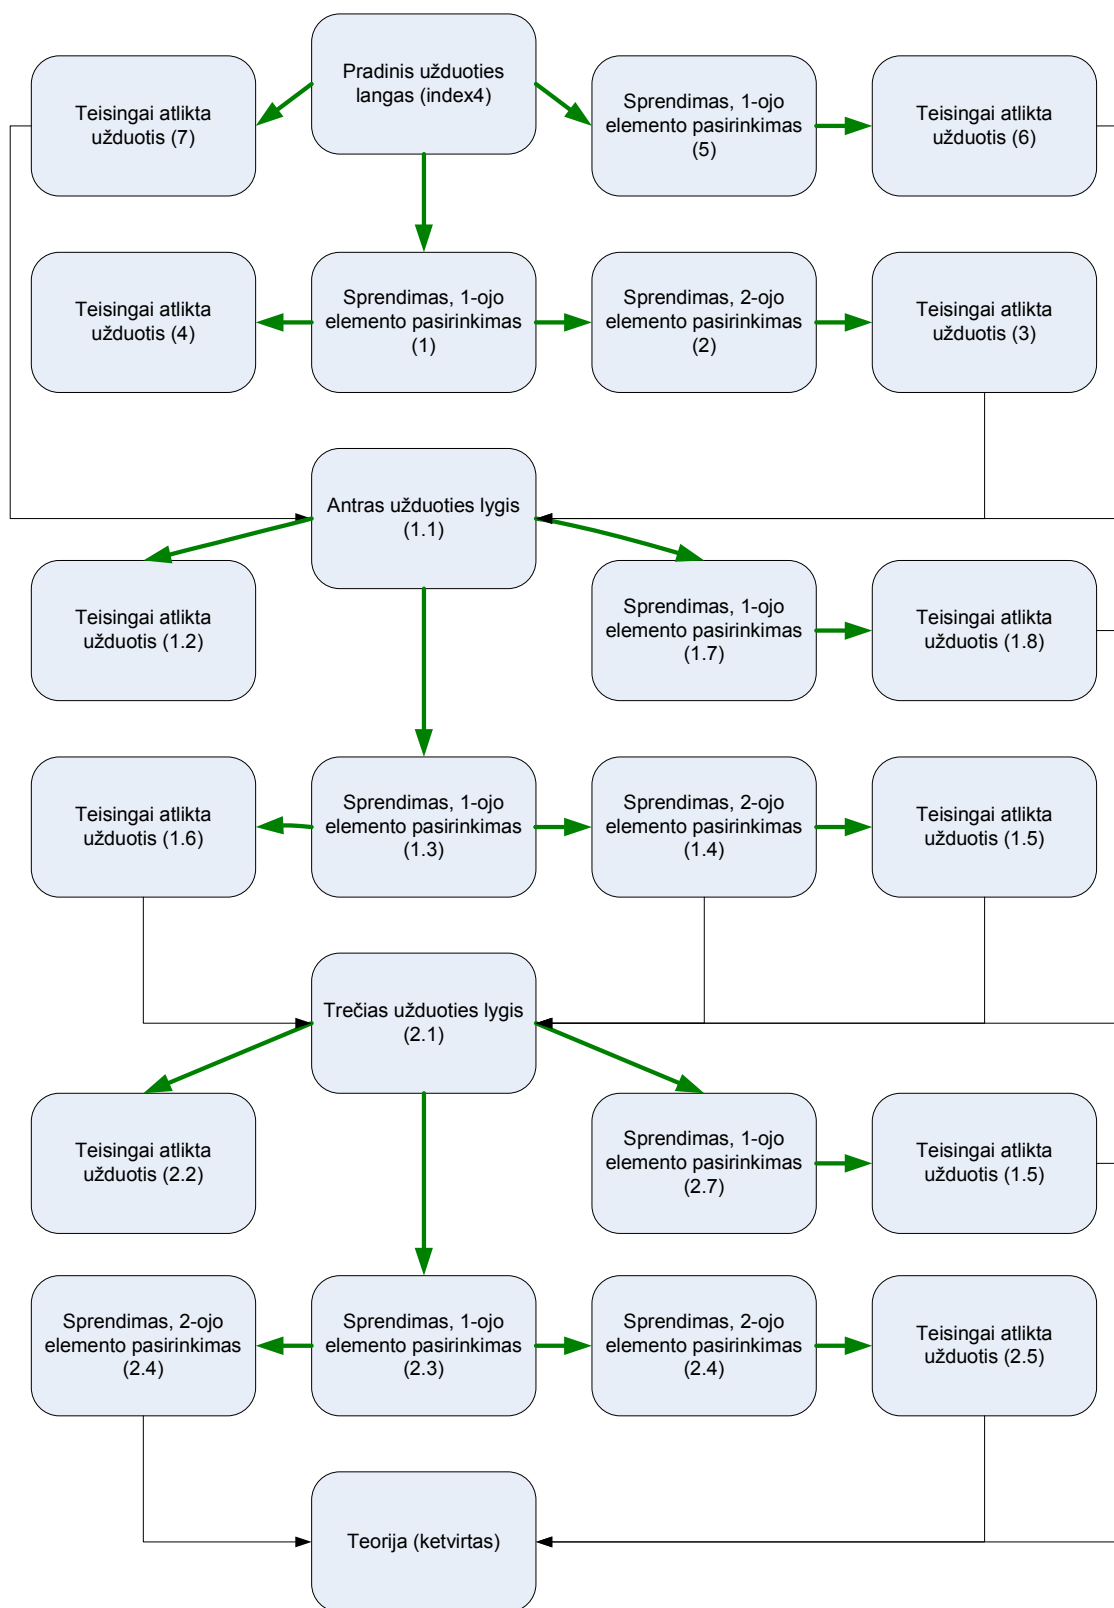 Pradinis užduoties
langas (index4)
Teisingai atlikta
užduotis (7)
Sprendimas, 1-ojo
elemento pasirinkimas
(5)
Teisingai atlikta
užduotis (6)
Teisingai atlikta
užduotis (4)
Sprendimas, 1-ojo
elemento pasirinkimas
(1)
Sprendimas, 2-ojo
elemento pasirinkimas
(2)
Teisingai atlikta
užduotis (3)
Antras užduoties lygis
(1.1)
Teisingai atlikta
užduotis (1.2)
Sprendimas, 1-ojo
elemento pasirinkimas
(1.7)
Teisingai atlikta
užduotis (1.8)
Teisingai atlikta
užduotis (1.6)
Sprendimas, 1-ojo
elemento pasirinkimas
(1.3)
Sprendimas, 2-ojo
elemento pasirinkimas
(1.4)
Teisingai atlikta
užduotis (1.5)
Trečias užduoties lygis
(2.1)
Teisingai atlikta
užduotis (2.2)
Sprendimas, 1-ojo
elemento pasirinkimas
(2.7)
Teisingai atlikta
užduotis (1.5)
Sprendimas, 2-ojo
elemento pasirinkimas
(2.4)
Sprendimas, 1-ojo
elemento pasirinkimas
(2.3)
Sprendimas, 2-ojo
elemento pasirinkimas
(2.4)
Teisingai atlikta
užduotis (2.5)
Teorija (ketvirtas)